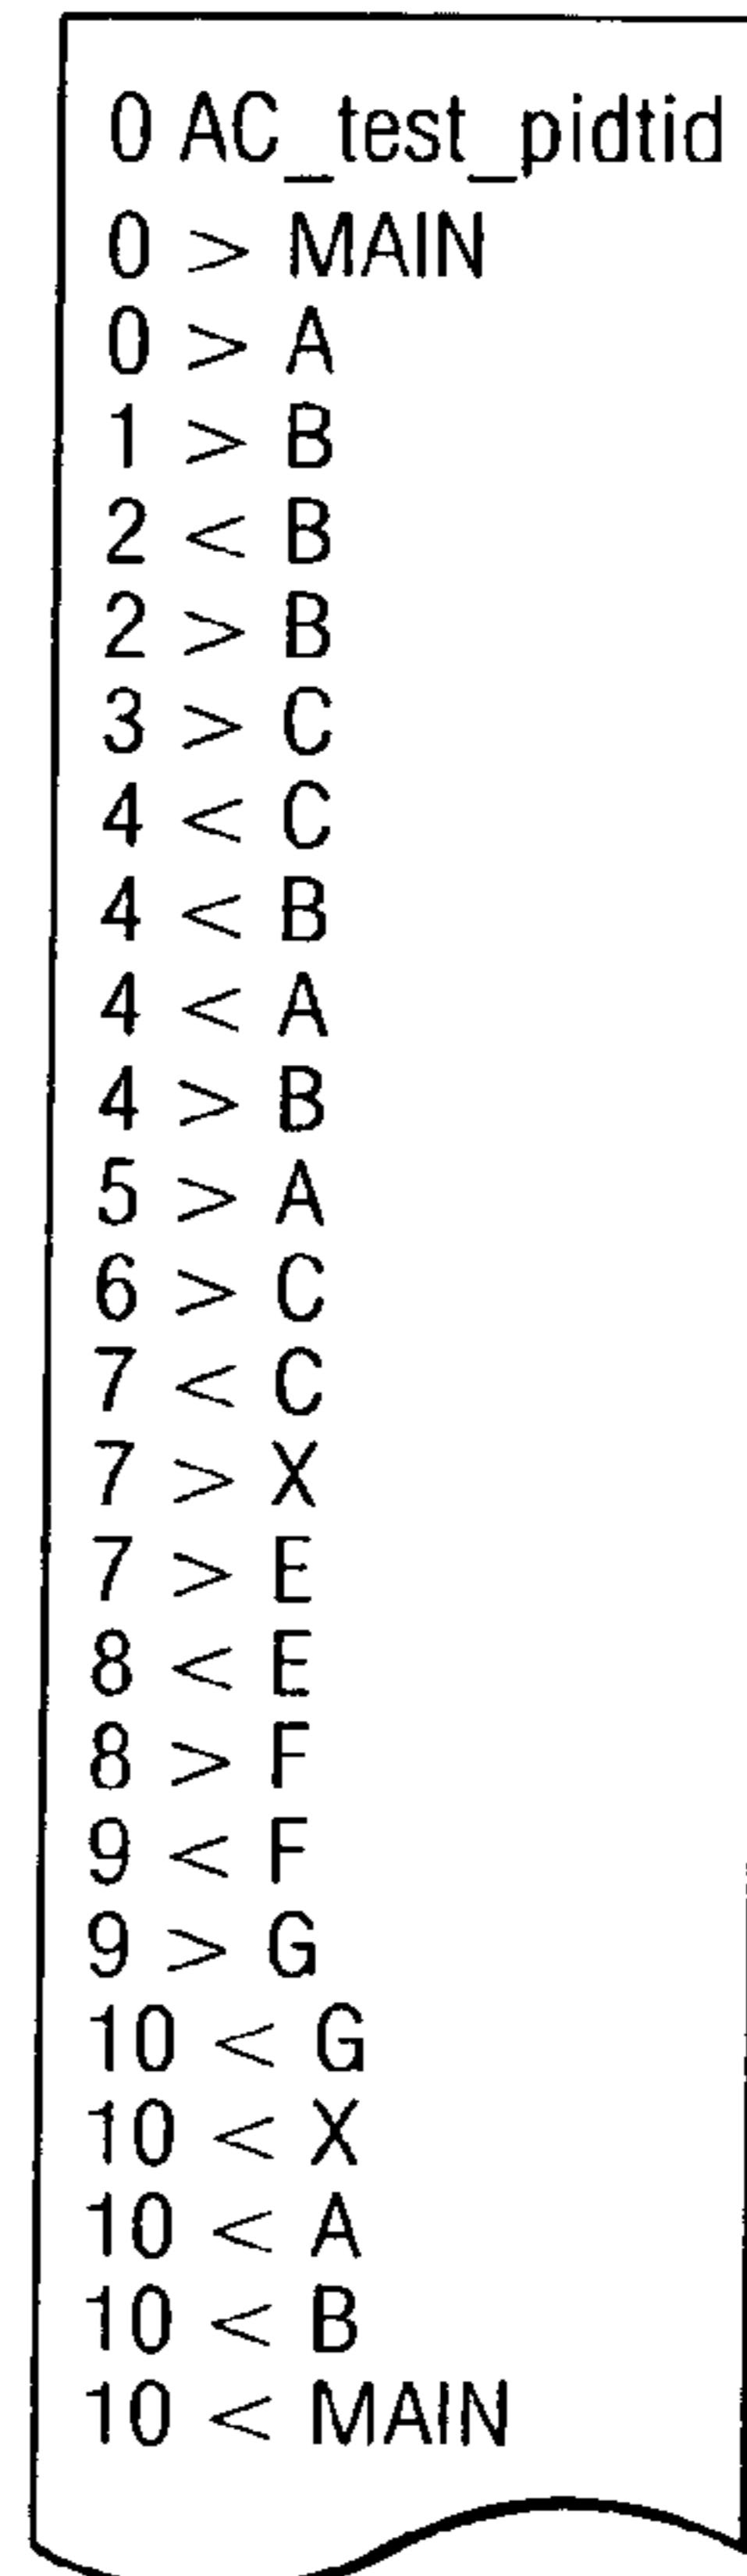 0 AC_test_pidtid
0 > MAIN
0 > A
1 > B
2 < B
2 > B
3 > C
4 < C
4 < B
4 < A
4 > B
5 > A
6 > C
7 < C
7 > X
7 > E
8 < E
8 > F
9 < F
9 > G
10 < G
10 < X
10 < A
10 < B
10 < MAIN